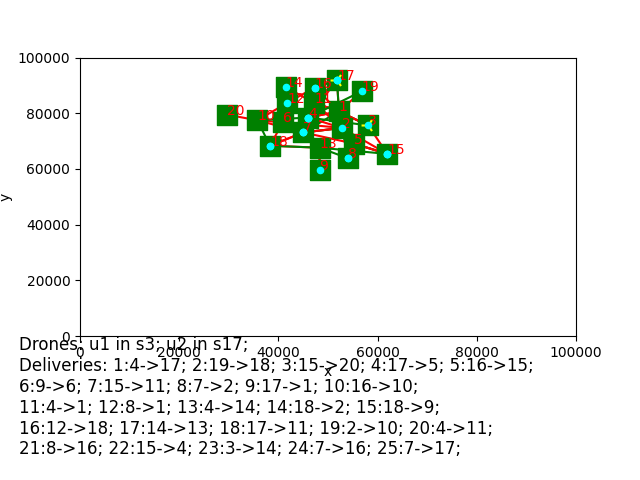 100000
80000
60000
40000
20000
0
y
20
19
15
0
20000
40000
60000
80000
100000
x
Drones: u1 in s3; u2 in s17;
Deliveries: 1:4->17; 2:19->18; 3:15->20; 4:17->5; 5:16->15;
6:9->6; 7:15->11; 8:7->2; 9:17->1; 10:16->10;
11:4->1; 12:8->1; 13:4->14; 14:18->2; 15:18->9;
16:12->18; 17:14->13; 18:17->11; 19:2->10; 20:4->11;
21:8->16; 22:15->4; 23:3->14; 24:7->16; 25:7->17;